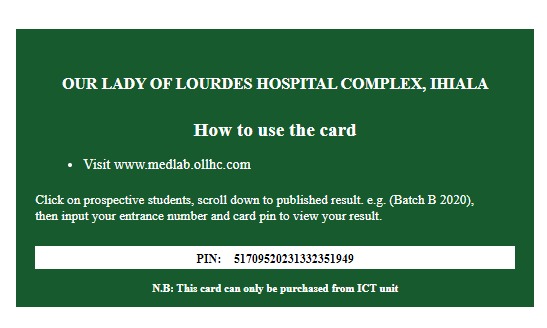 OUR LADY OF LOURDES HOSPITAL COMPLEX, IHIALA
How to use the card
• Visit www.medlab.ollhc.com
Click on prospective students, scroll down to published result. e.g. (Batch B 2020),
then input your entrance number and card pin to view your result.
PIN: 51709520231332351949
N.B: This card can only be purchased from ICT unit